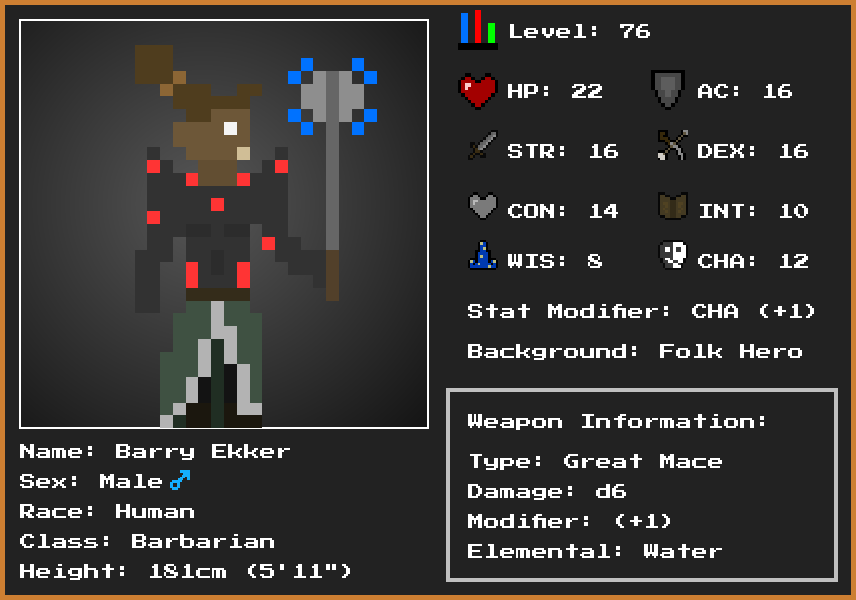 Level: 76
HP: 22 AC: 16
STR: 16 DEX: 16
CON: 14 INT: 10
WIS: 8 CHA: 12
Stat Modifier: CHA (+1)
Background: Folk Hero
Weapon Information:
Type: Great Mace
Damage: d6
Modifier: (+1)
Elemental: Water
Name: Barry Ekker
Sex: Male ♂
Race: Human
Class: Barbarian
Height: 181cm (5'11")